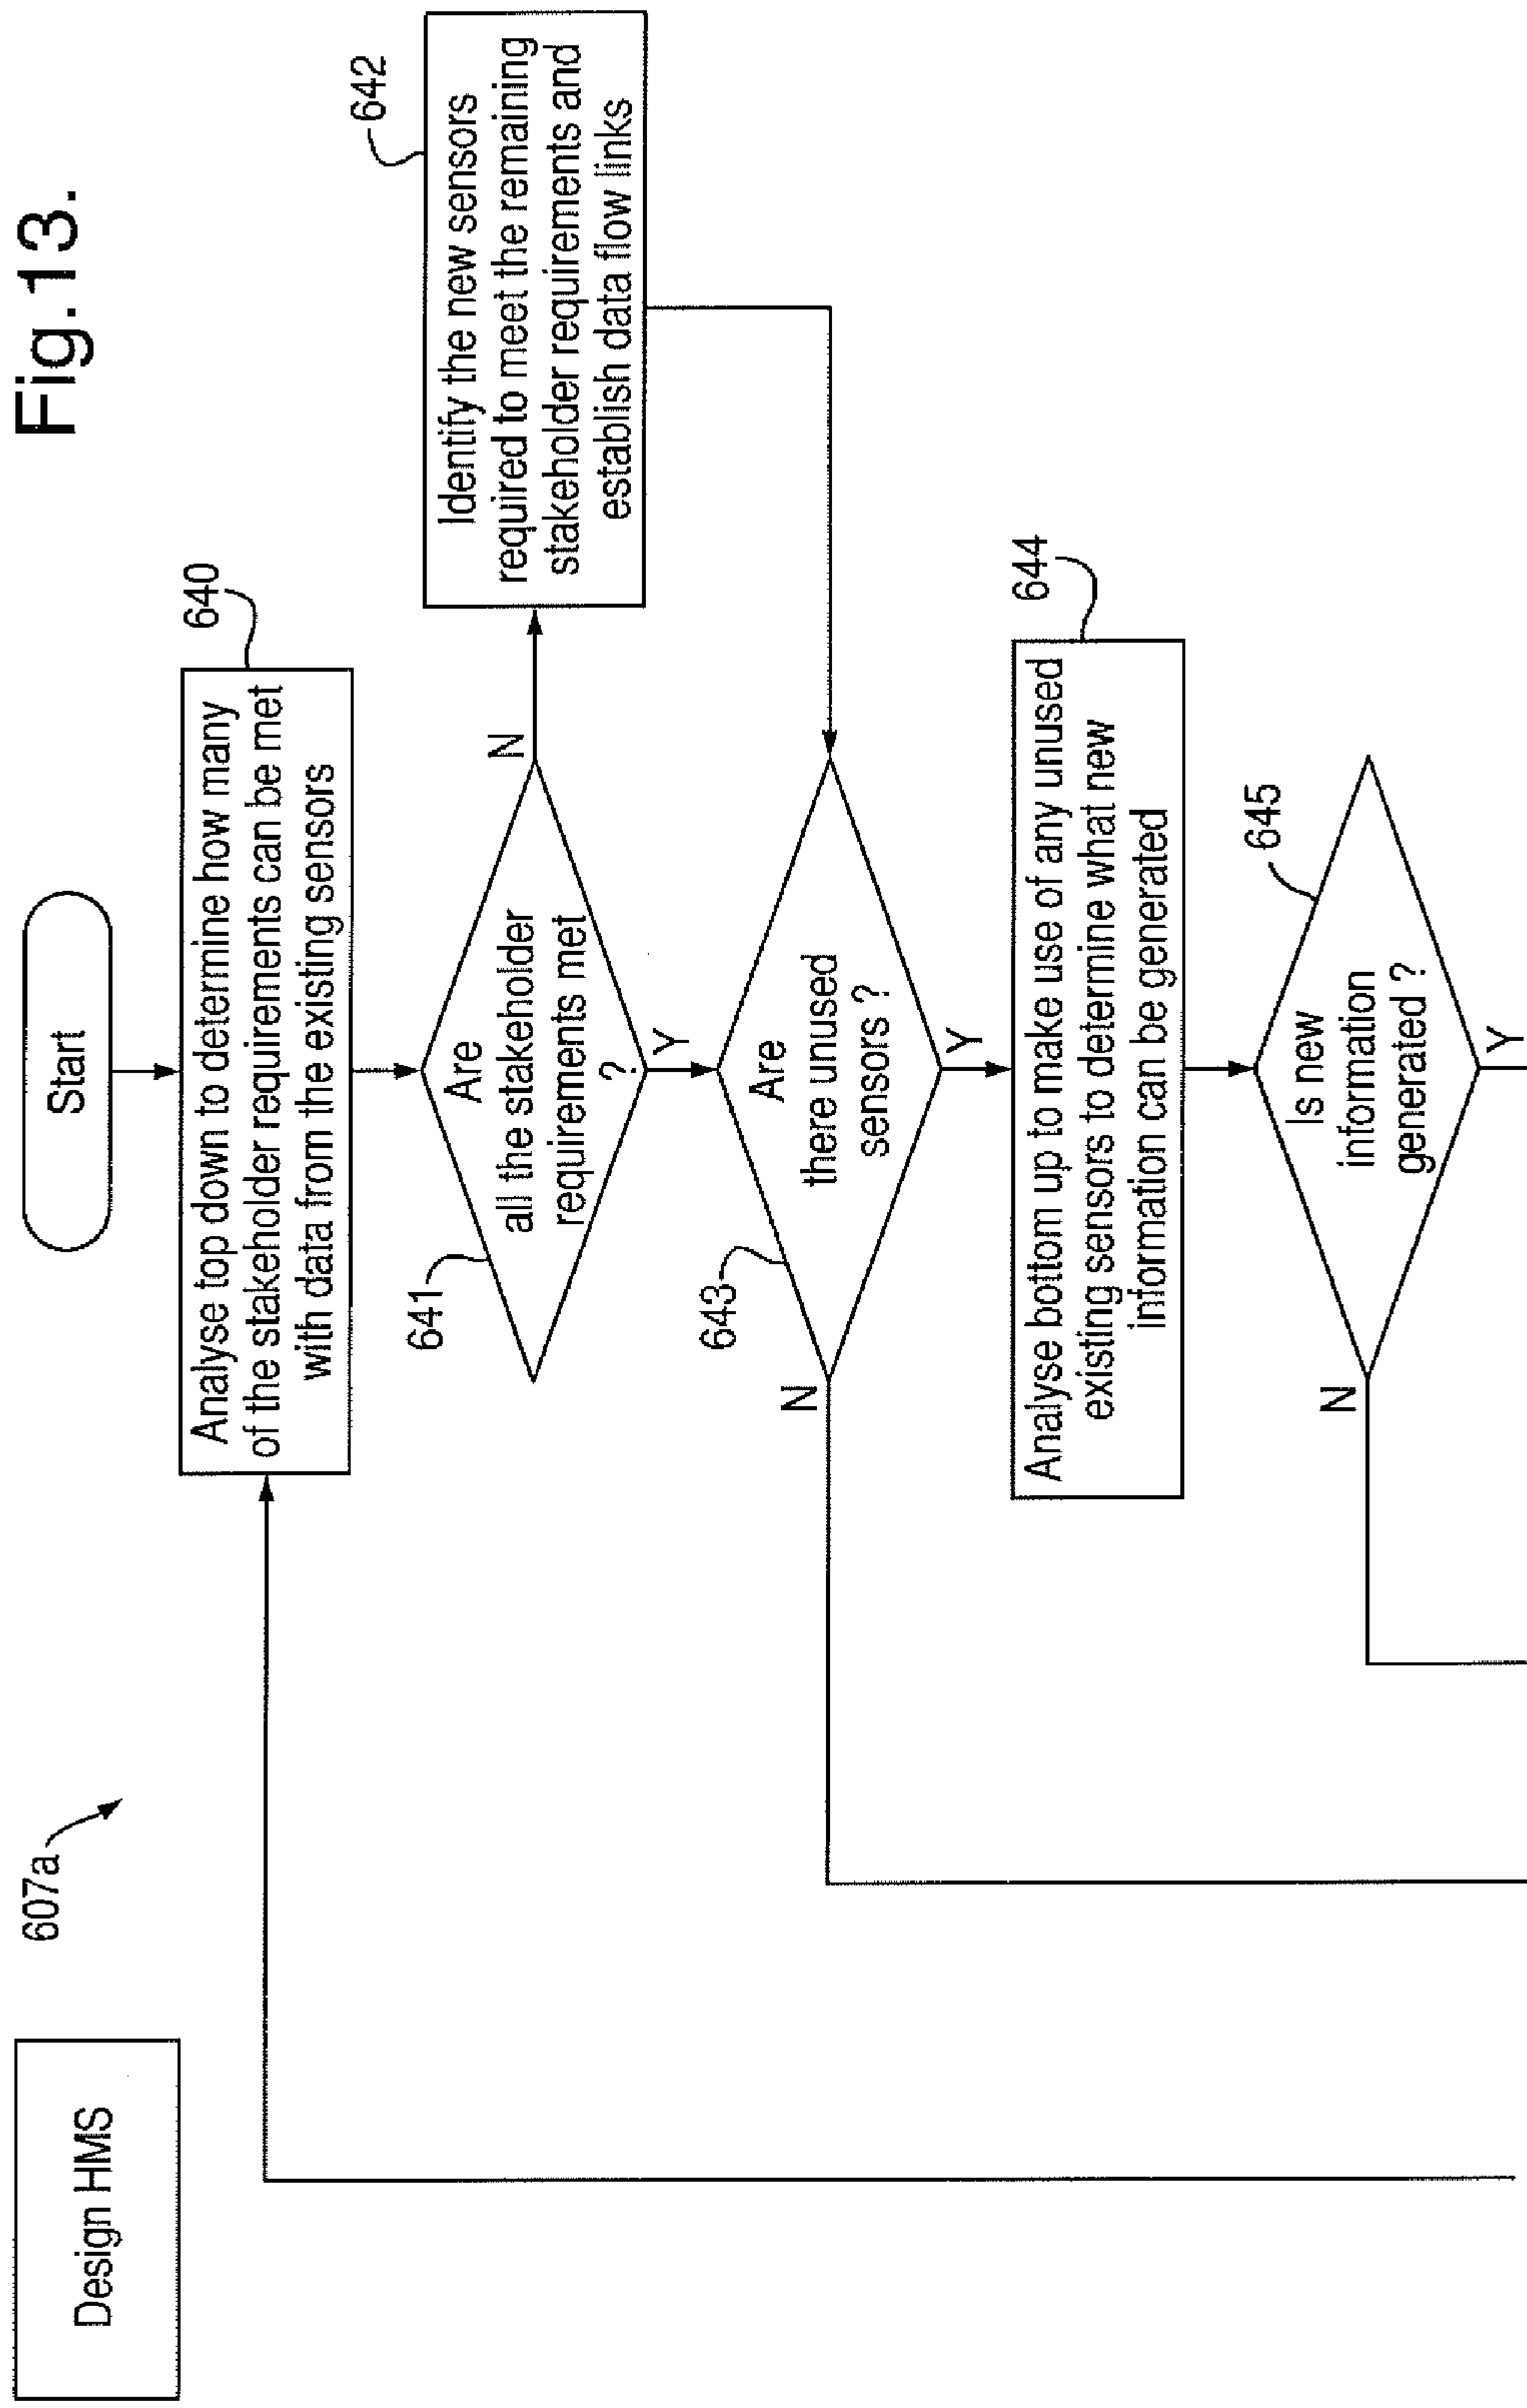 Fig.13.
Design HMS
607a
Start
640
Analyse top down to determine how many
of the stakeholder requirements can be met
with data from the existing sensors
641
Are
all the stakeholder
requirements met
?
N
Y
642
Identify the new sensors
required to meet the remaining
stakeholder requirements and
establish data flow links
643
Are
there unused
sensors ?
N
Y
644
Analyse bottom up to make use of any unused
existing sensors to determine what new
information can be generated
645
Is new
information
generated ?
N
Y